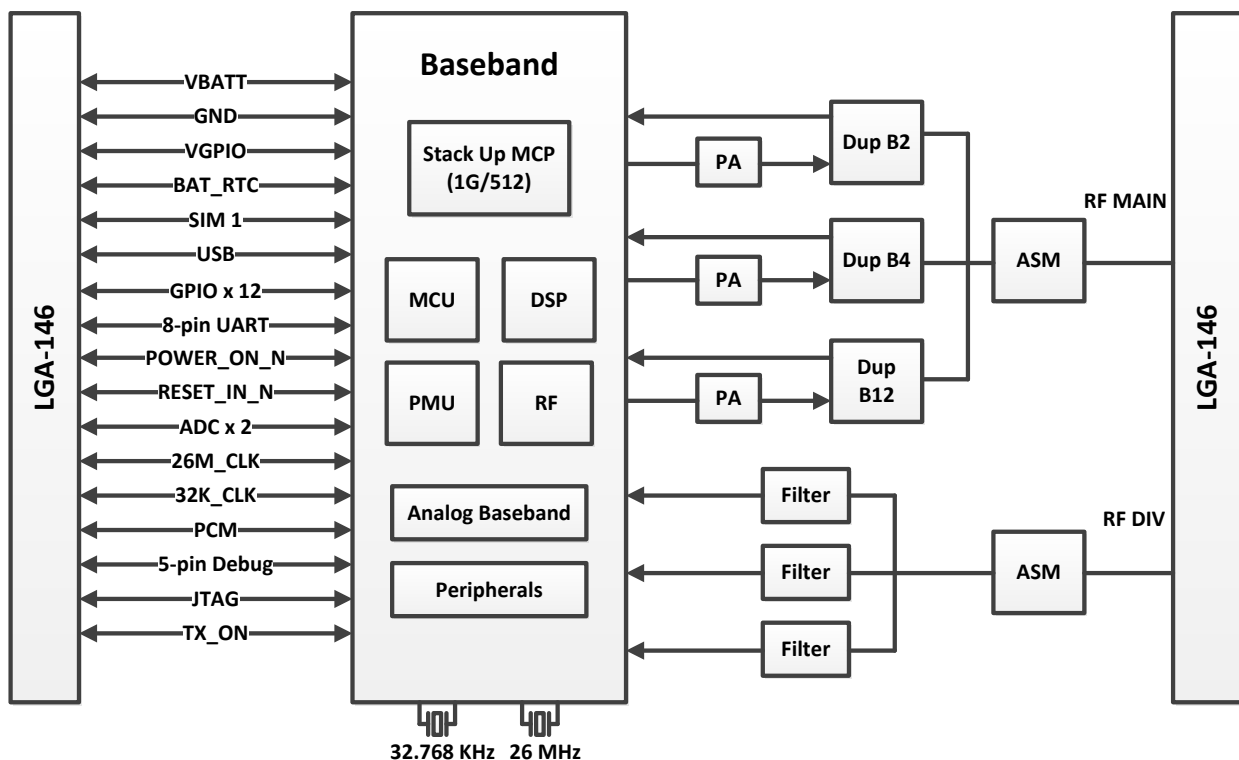 LGA-146
VBATT
GND
VGPIO
BAT_RTC
SIM 1
USB
GPIO x 12
8-pin UART
POWER_ON_N
RESET_IN_N
ADC x 2
26M_CLK
32K_CLK
PCM
5-pin Debug
JTAG
TX_ON
Baseband
Stack Up MCP
(1G/512)
MCU
DSP
PMU
RF
Analog Baseband
Peripherals
32.768 KHz
26 MHz
PA
Dup B2
PA
Dup B4
PA
Dup
B12
Filter
Filter
Filter
ASM
RF MAIN
ASM
RF DIV
LGA-146